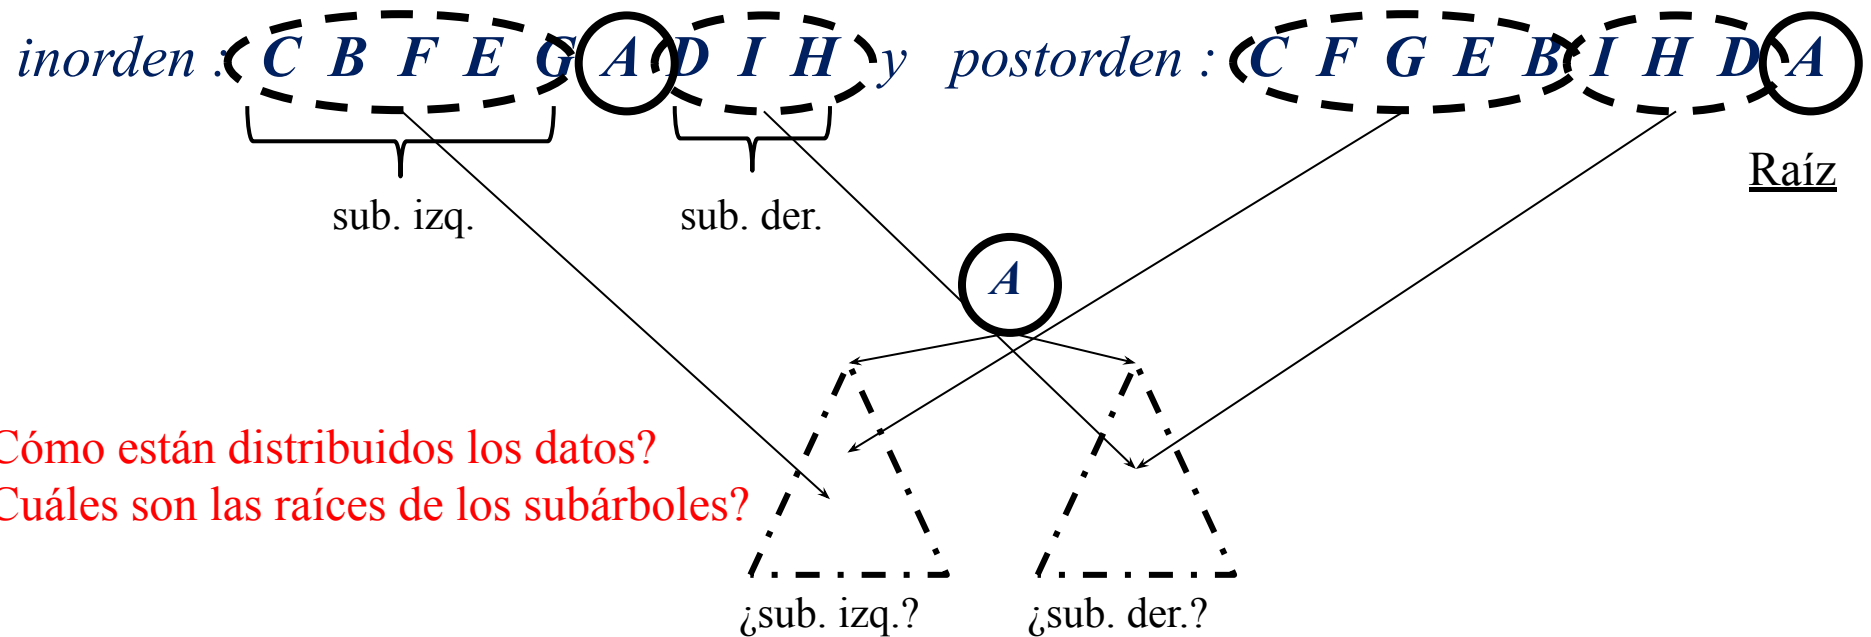 inorden : C B F E G A D I H y postorden : C F G E B I H D A
Raíz
sub. izq. sub. der.
A
Cómo están distribuidos los datos?
Cuáles son las raíces de los subárboles?
¿sub. izq.? ¿sub. der.?